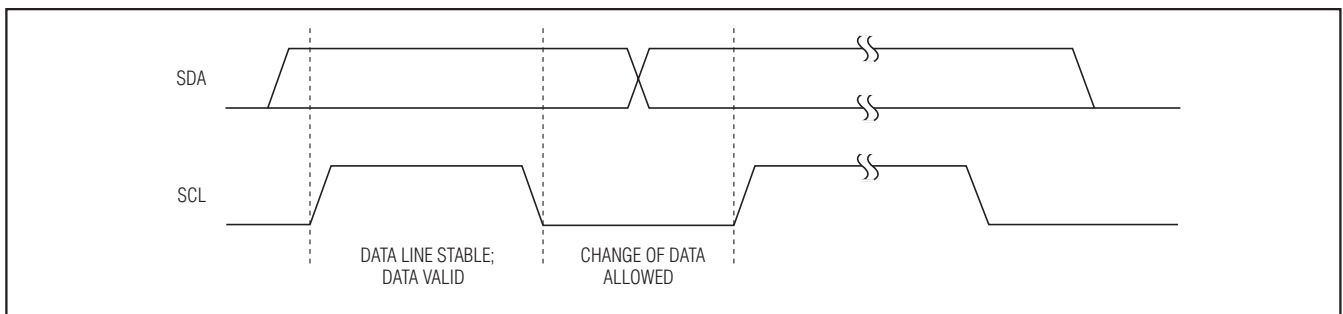 SDA
SCL
DATA LINE STABLE;
DATA VALID
CHANGE OF DATA
ALLOWED